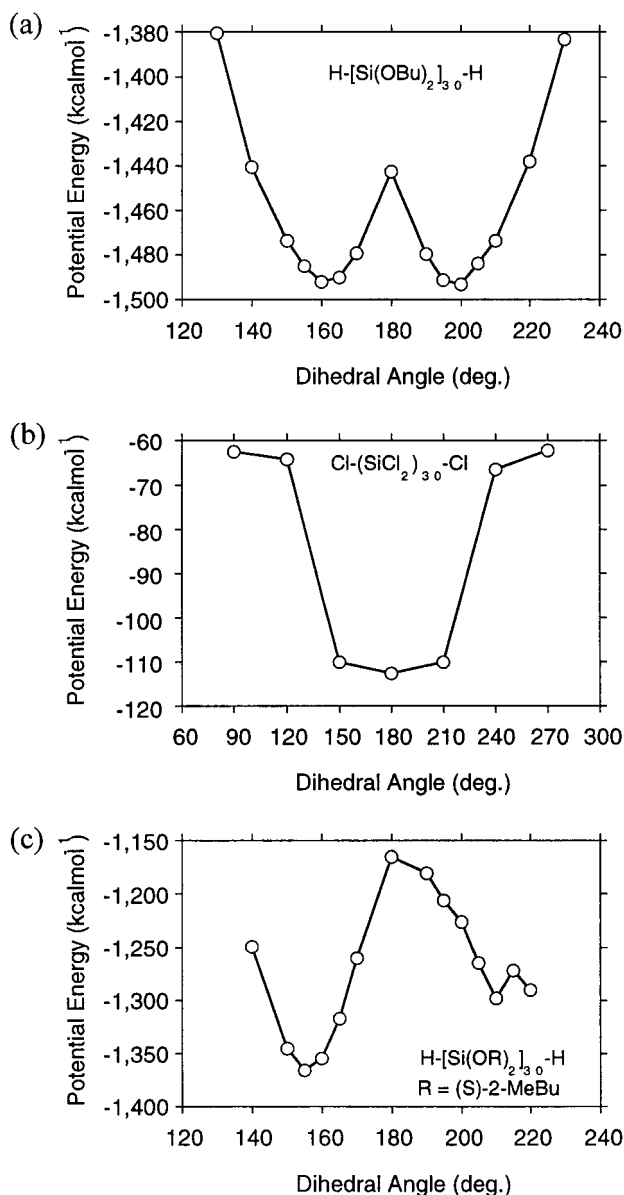 (a)
Potential Energy (kcalmol⁻¹)
-1,380
-1,400
-1,420
-1,440
-1,460
-1,480
-1,500
H-[Si(OBu)₂]₃₀-H
120 140 160 180 200 220 240
Dihedral Angle (deg.)
(b)
Potential Energy (kcalmol⁻¹)
-60
-70
-80
-90
-100
-110
-120
Cl-(SiCl₂)₃₀-Cl
60 90 120 150 180 210 240 270 300
Dihedral Angle (deg.)
(c)
Potential Energy (kcalmol⁻¹)
-1,150
-1,200
-1,250
-1,300
-1,350
-1,400
H-[Si(OR)₂]₃₀-H
R = (S)-2-MeBu
120 140 160 180 200 220 240
Dihedral Angle (deg.)